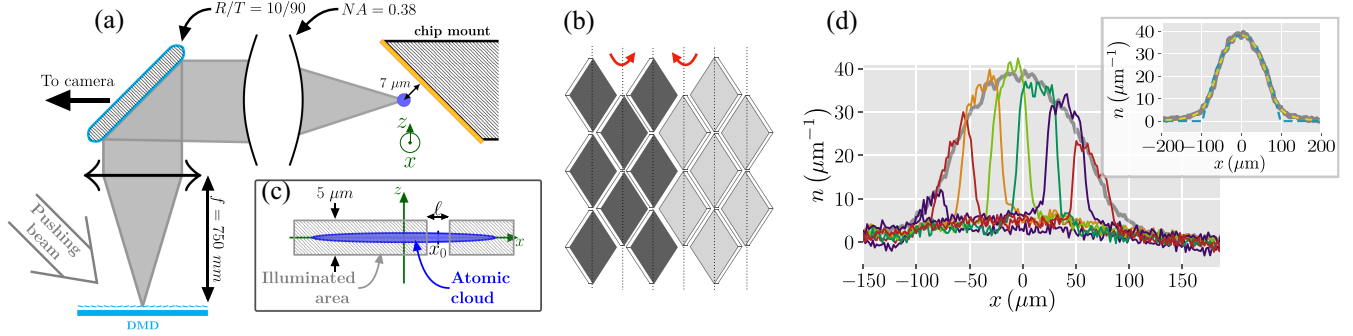 (a)
R/T = 10/90
NA = 0.38
chip mount
To camera
7 μm
z
x
f = 750 mm
Pushing
beam
DMD
(c)
5 μm
z
ℓ
x
x₀
Illuminated
area
Atomic
cloud
(b)
(d)
n (μm⁻¹)
40
30
20
10
0
−150
−100
−50
0
50
100
150
x (μm)
n (μm⁻¹)
40
30
20
10
0
−200
−100
0
100
200
x (μm)